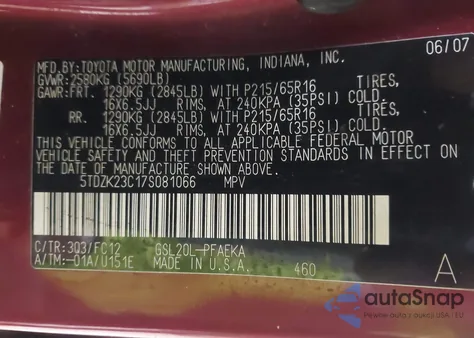 MFD.BY:TOYOTA MOTOR MANUFACTURING, INDIANA, INC. 06/07
GVWR:2580KG (5690LB)
GAWR:FRT. 1290KG (2845LB) WITH P215/65R16 TIRES,
16X6.5JJ RIMS, AT 240KPA (35PSI) COLD.
RR. 1290KG (2845LB) WITH P215/65R16 TIRES,
16X6.5JJ RIMS, AT 240KPA (35PSI) COLD.
THIS VEHICLE CONFORMS TO ALL APPLICABLE FEDERAL MOTOR
VEHICLE SAFETY AND THEFT PREVENTION STANDARDS IN EFFECT ON
THE DATE OF MANUFACTURE SHOWN ABOVE.
5TDZK23C17S081066 MPV
C/TR:3Q3/FC12 GSL20L-PFAEKA
A/TM:-01A/U151E MADE IN U.S.A. 460 A
autoSnap
Pewne auto z USA i EU